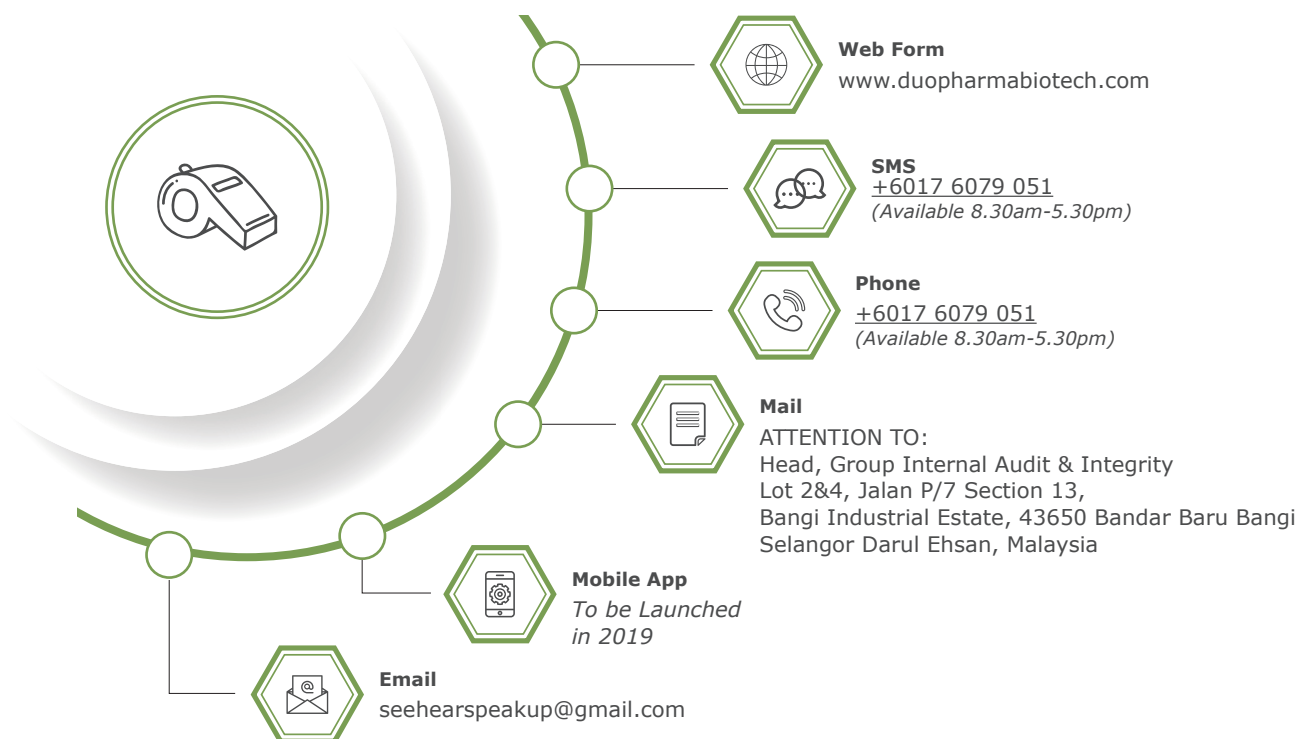 Web Form
www.duopharmabiotech.com
SMS
+6017 6079 051
(Available 8.30am-5.30pm)
Phone
+6017 6079 051
(Available 8.30am-5.30pm)
Mail
ATTENTION TO:
Head, Group Internal Audit & Integrity
Lot 2&4, Jalan P/7 Section 13,
Bangi Industrial Estate, 43650 Bandar Baru Bangi
Selangor Darul Ehsan, Malaysia
Mobile App
To be Launched
in 2019
Email
seehearspeakup@gmail.com